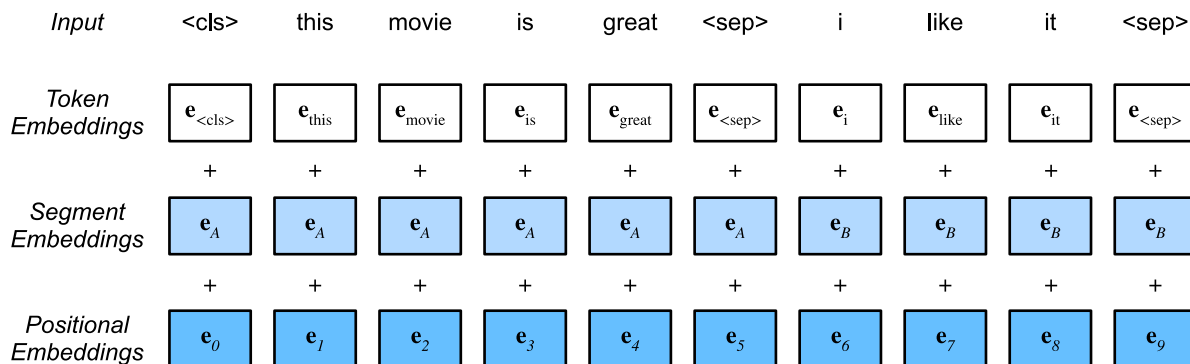 Input <cls> this movie is great <sep> i like it <sep>
Token
Embeddings
e<cls> ethis emovie eis egreat e<sep> ei elike eit e<sep>
+ + + + + + + + + +
Segment
Embeddings
eA eA eA eA eA eA eB eB eB eB
+ + + + + + + + + +
Positional
Embeddings
e0 e1 e2 e3 e4 e5 e6 e7 e8 e9